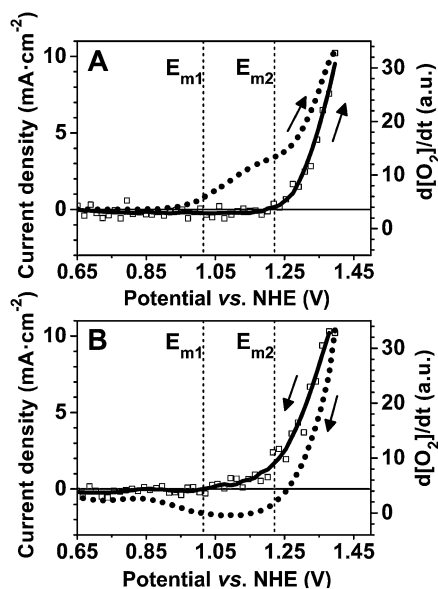 A
E_m1
E_m2
Current density (mA·cm⁻²)
10
5
0
d[O₂]/dt (a.u.)
30
20
10
0
0.65 0.85 1.05 1.25 1.45
Potential vs. NHE (V)
B
E_m1
E_m2
Current density (mA·cm⁻²)
10
5
0
d[O₂]/dt (a.u.)
30
20
10
0
0.65 0.85 1.05 1.25 1.45
Potential vs. NHE (V)